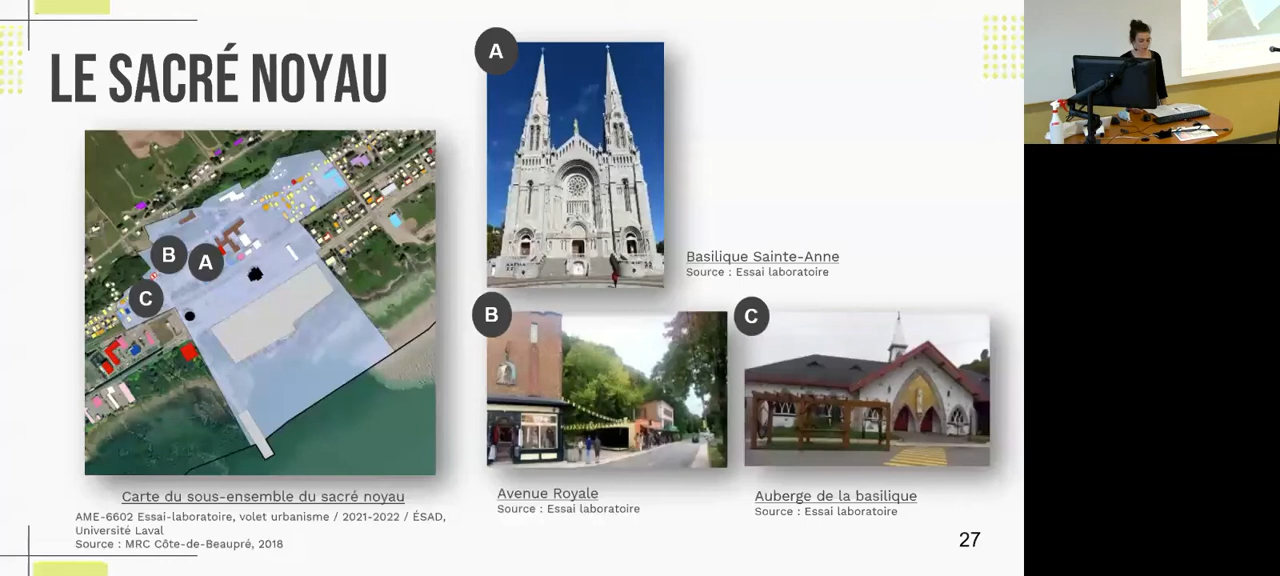 LE SACRÉ NOYAU
A
Basilique Sainte-Anne
Source : Essai laboratoire
B
A
C
B
C
Carte du sous-ensemble du sacré noyau
AME-6602 Essai-laboratoire, volet urbanisme / 2021-2022 / ÉSAD,
Université Laval
Source : MRC Côte-de-Beaupré, 2018
Avenue Royale
Source : Essai laboratoire
Auberge de la basilique
Source : Essai laboratoire
27